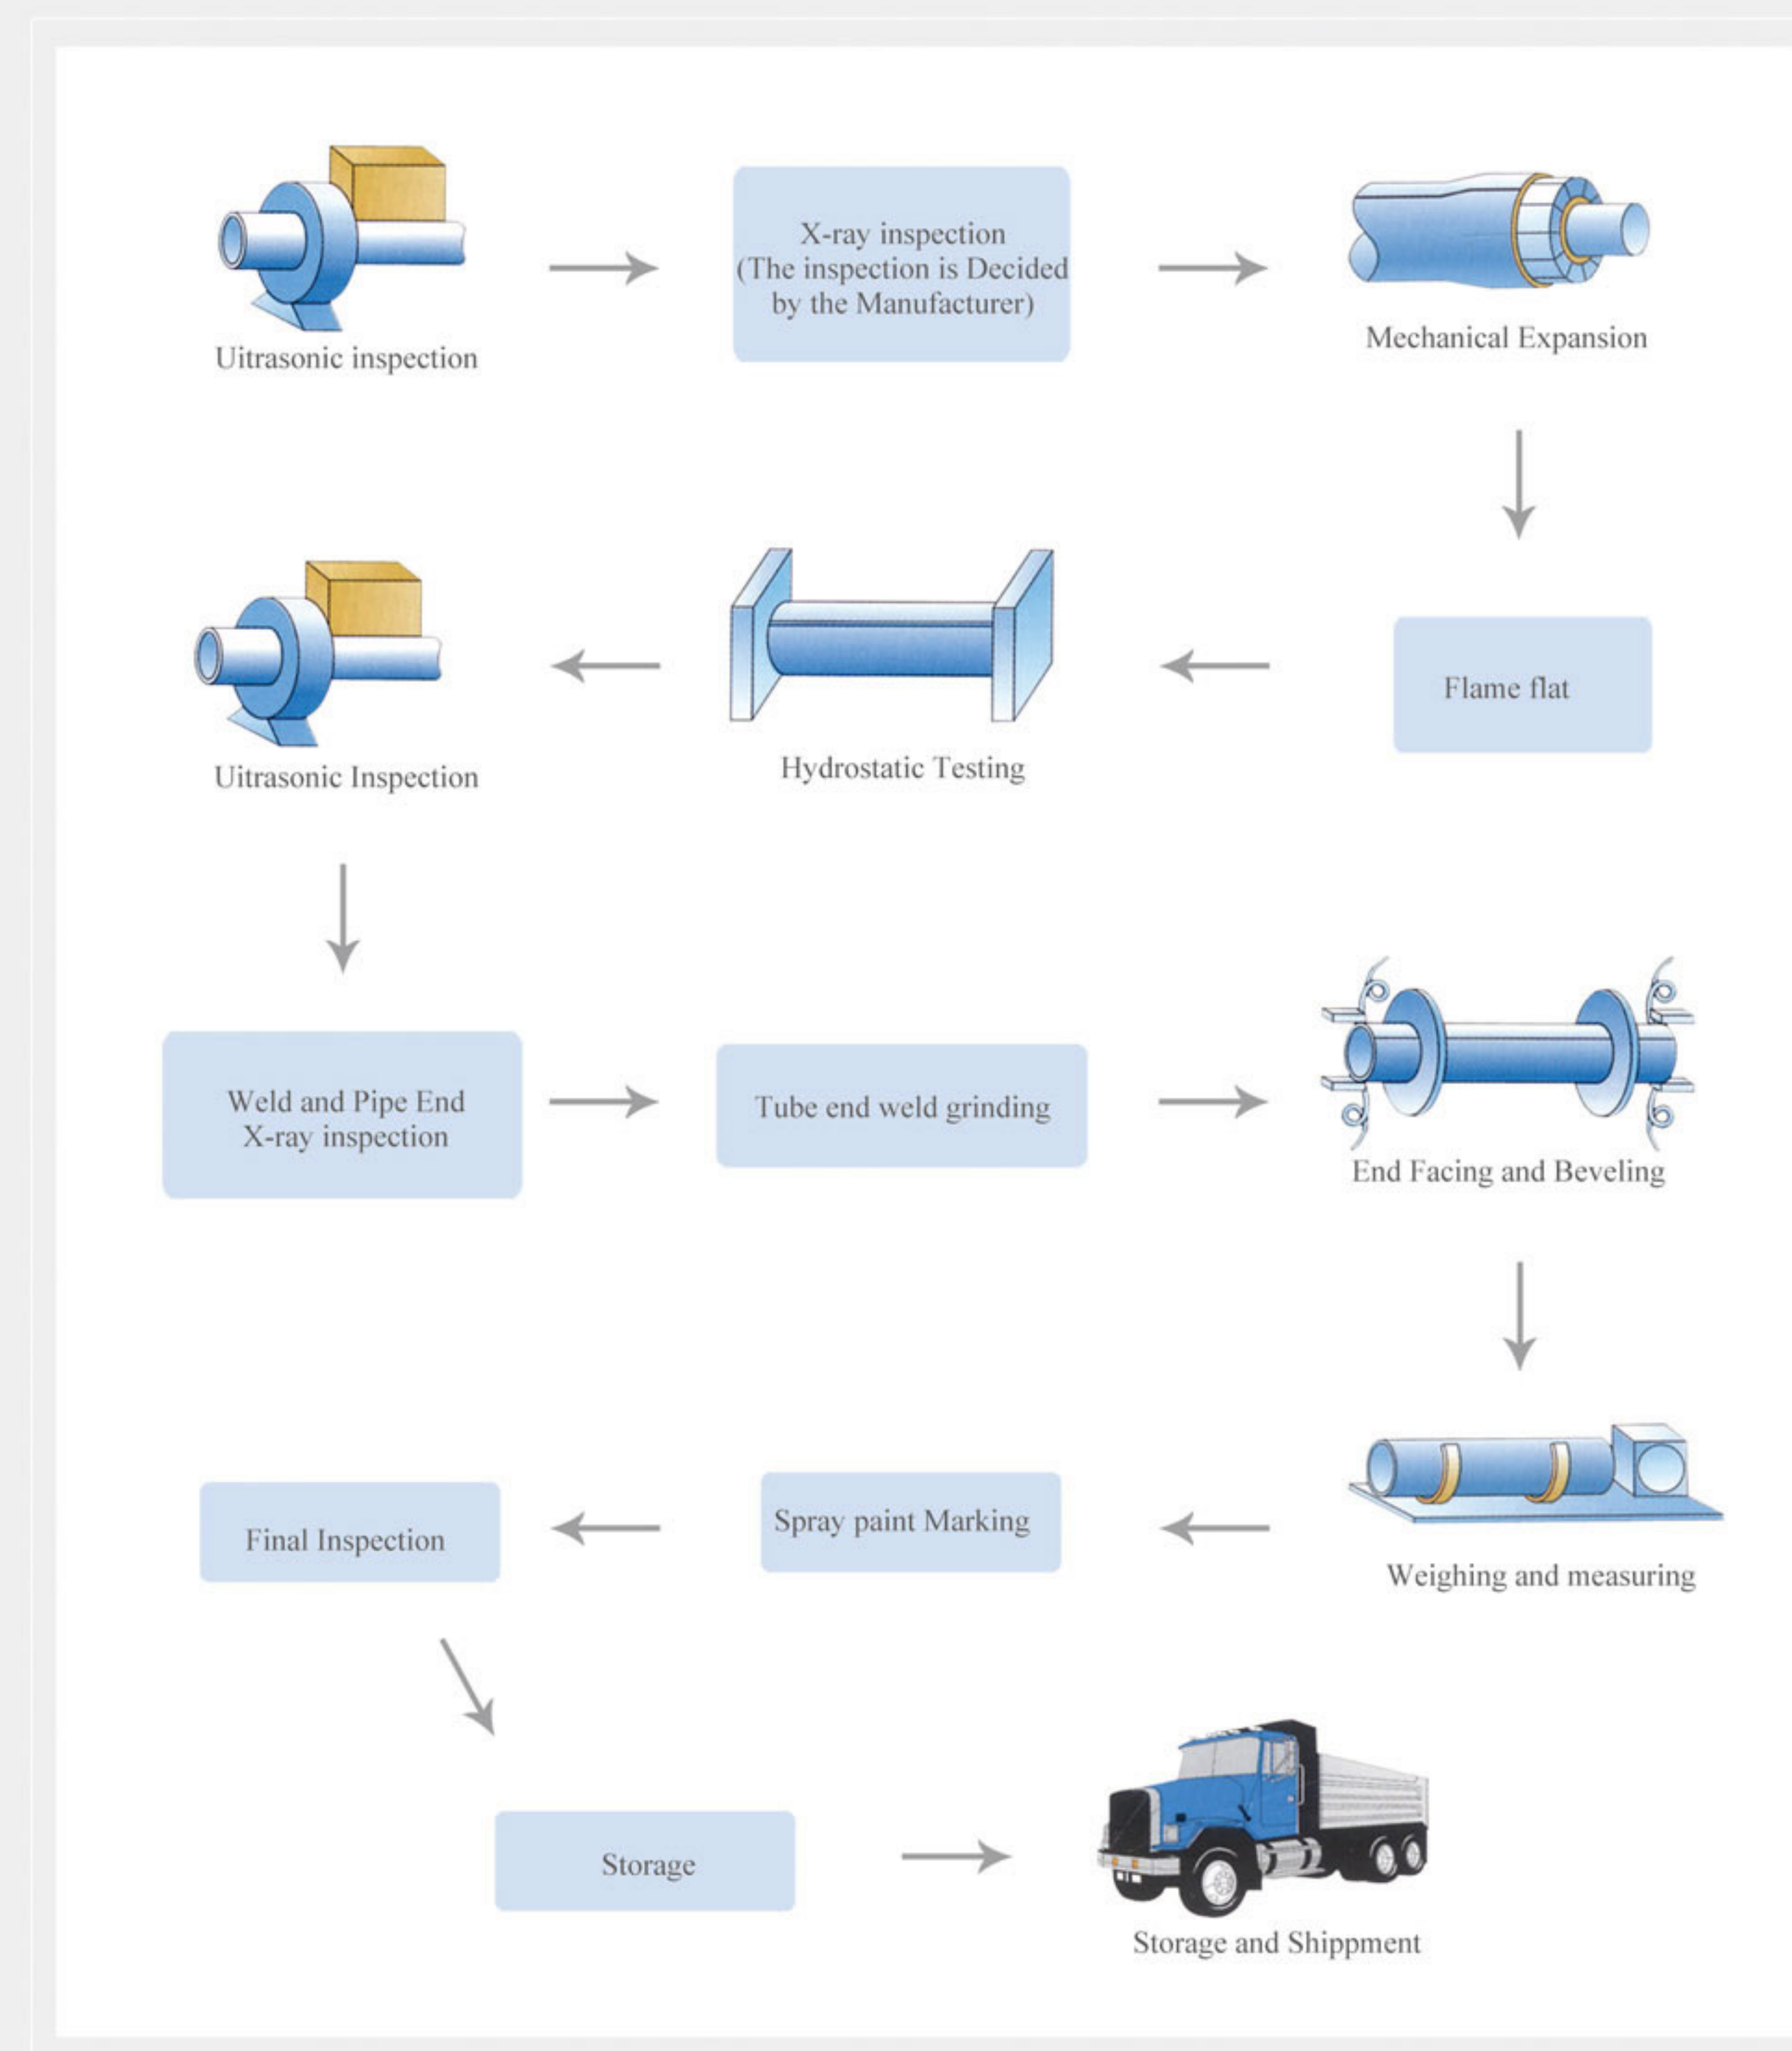 Uitrasonic inspection
X-ray inspection
(The inspection is Decided
by the Manufacturer)
Mechanical Expansion
Flame flat
Hydrostatic Testing
Uitrasonic Inspection
Weld and Pipe End
X-ray inspection
Tube end weld grinding
End Facing and Beveling
Weighing and measuring
Spray paint Marking
Final Inspection
Storage
Storage and Shippment